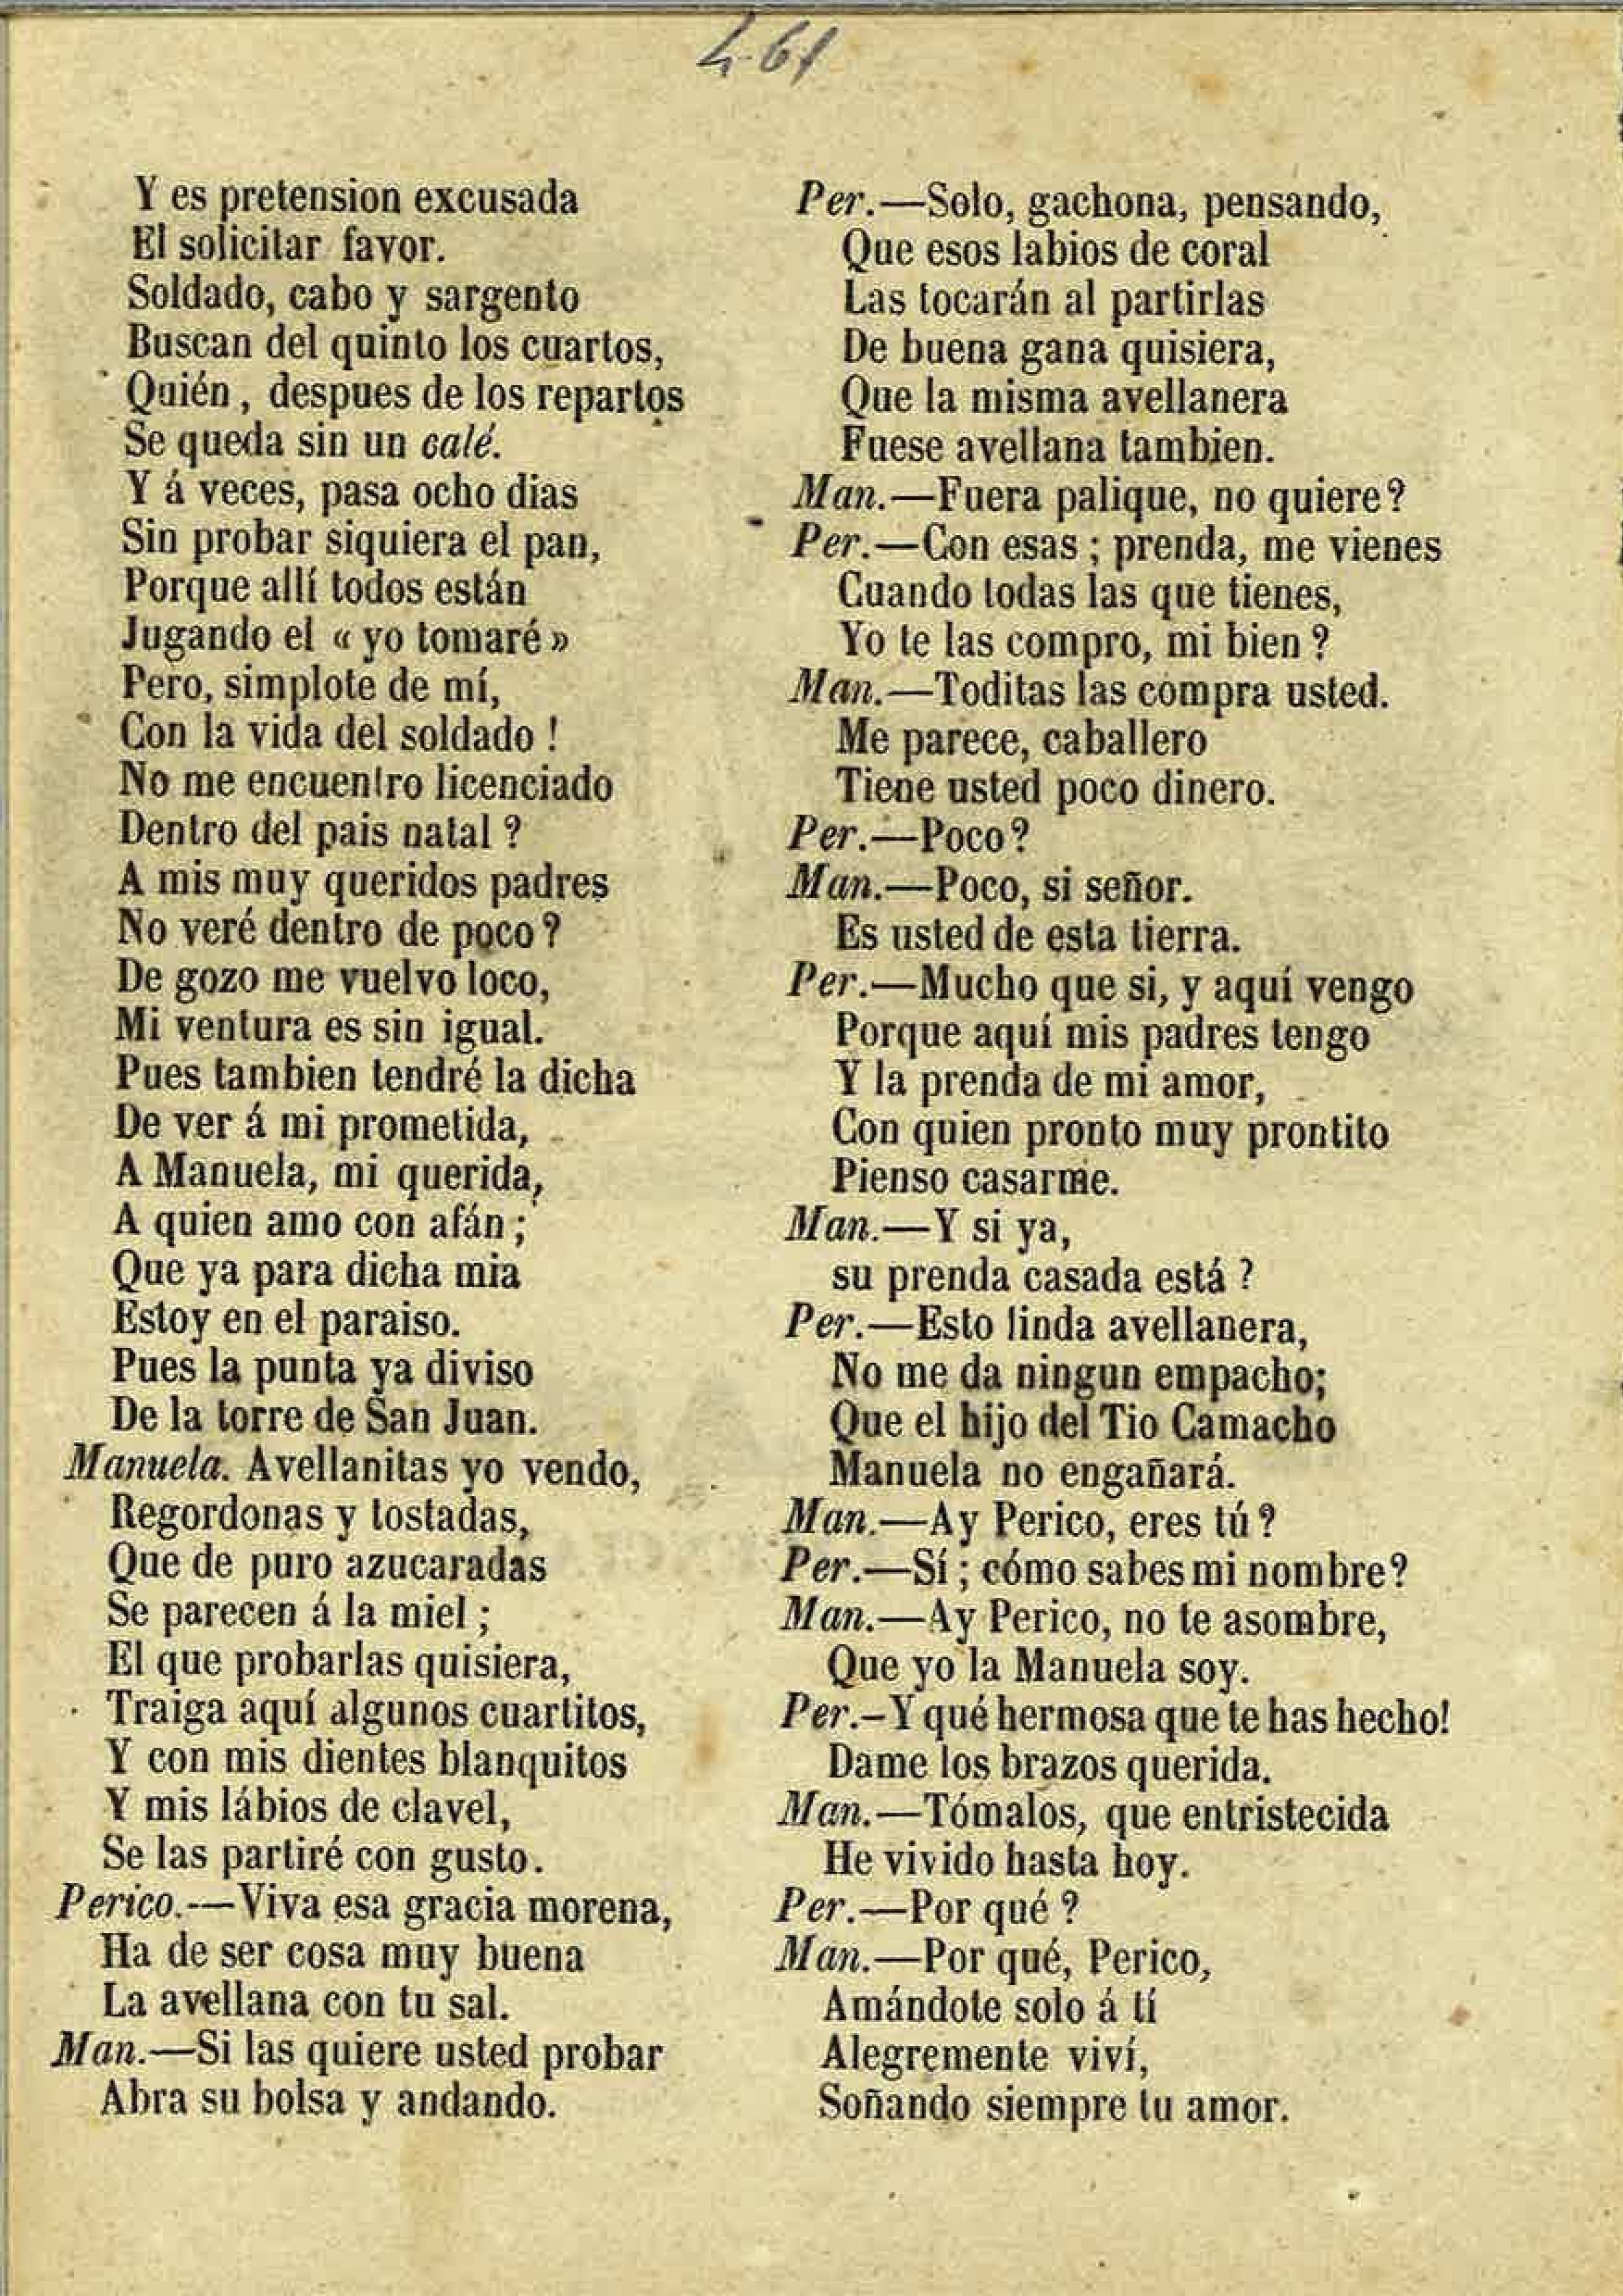 461
Y es pretension excusada
El solicitar favor.
Soldado, cabo y sargento
Buscan del quinto los cuartos,
Quién, despues de los repartos
Se queda sin un calé.
Y á veces, pasa ocho dias
Sin probar siquiera el pan,
Porque allí todos están
Jugando el « yo tomaré »
Pero, simplote de mí,
Con la vida del soldado !
No me encuentro licenciado
Dentro del pais natal ?
A mis muy queridos padres
No veré dentro de poco ?
De gozo me vuelvo loco,
Mi ventura es sin igual.
Pues tambien tendré la dicha
De ver á mi prometida,
A Manuela, mi querida,
A quien amo con afán ;
Que ya para dicha mia
Estoy en el paraiso.
Pues la punta ya diviso
De la torre de San Juan.
Manuela. Avellanitas yo vendo,
Regordonas y tostadas,
Que de puro azucaradas
Se parecen á la miel ;
El que probarlas quisiera,
Traiga aquí algunos cuartitos,
Y con mis dientes blanquitos
Y mis lábios de clavel,
Se las partiré con gusto.
Perico.—Viva esa gracia morena,
Ha de ser cosa muy buena
La avellana con tu sal.
Man.—Si las quiere usted probar
Abra su bolsa y andando.
Per.—Solo, gachona, pensando,
Que esos labios de coral
Las tocarán al partirlas
De buena gana quisiera,
Que la misma avellanera
Fuese avellana tambien.
Man.—Fuera palique, no quiere ?
Per.—Con esas ; prenda, me vienes
Cuando todas las que tienes,
Yo te las compro, mi bien ?
Man.—Toditas las compra usted.
Me parece, caballero
Tiene usted poco dinero.
Per.—Poco ?
Man.—Poco, si señor.
Es usted de esta tierra.
Per.—Mucho que si, y aquí vengo
Porque aquí mis padres tengo
Y la prenda de mi amor,
Con quien pronto muy prontito
Pienso casarme.
Man.—Y si ya,
su prenda casada está ?
Per.—Esto linda avellanera,
No me da ningun empacho;
Que el hijo del Tio Camacho
Manuela no engañará.
Man.—Ay Perico, eres tú ?
Per.—Sí ; cómo sabes mi nombre ?
Man.—Ay Perico, no te asombre,
Que yo la Manuela soy.
Per.–Y qué hermosa que te has hecho!
Dame los brazos querida.
Man.—Tómalos, que entristecida
He vivido hasta hoy.
Per.—Por qué ?
Man.—Por qué, Perico,
Amándote solo á tí
Alegremente viví,
Soñando siempre tu amor.